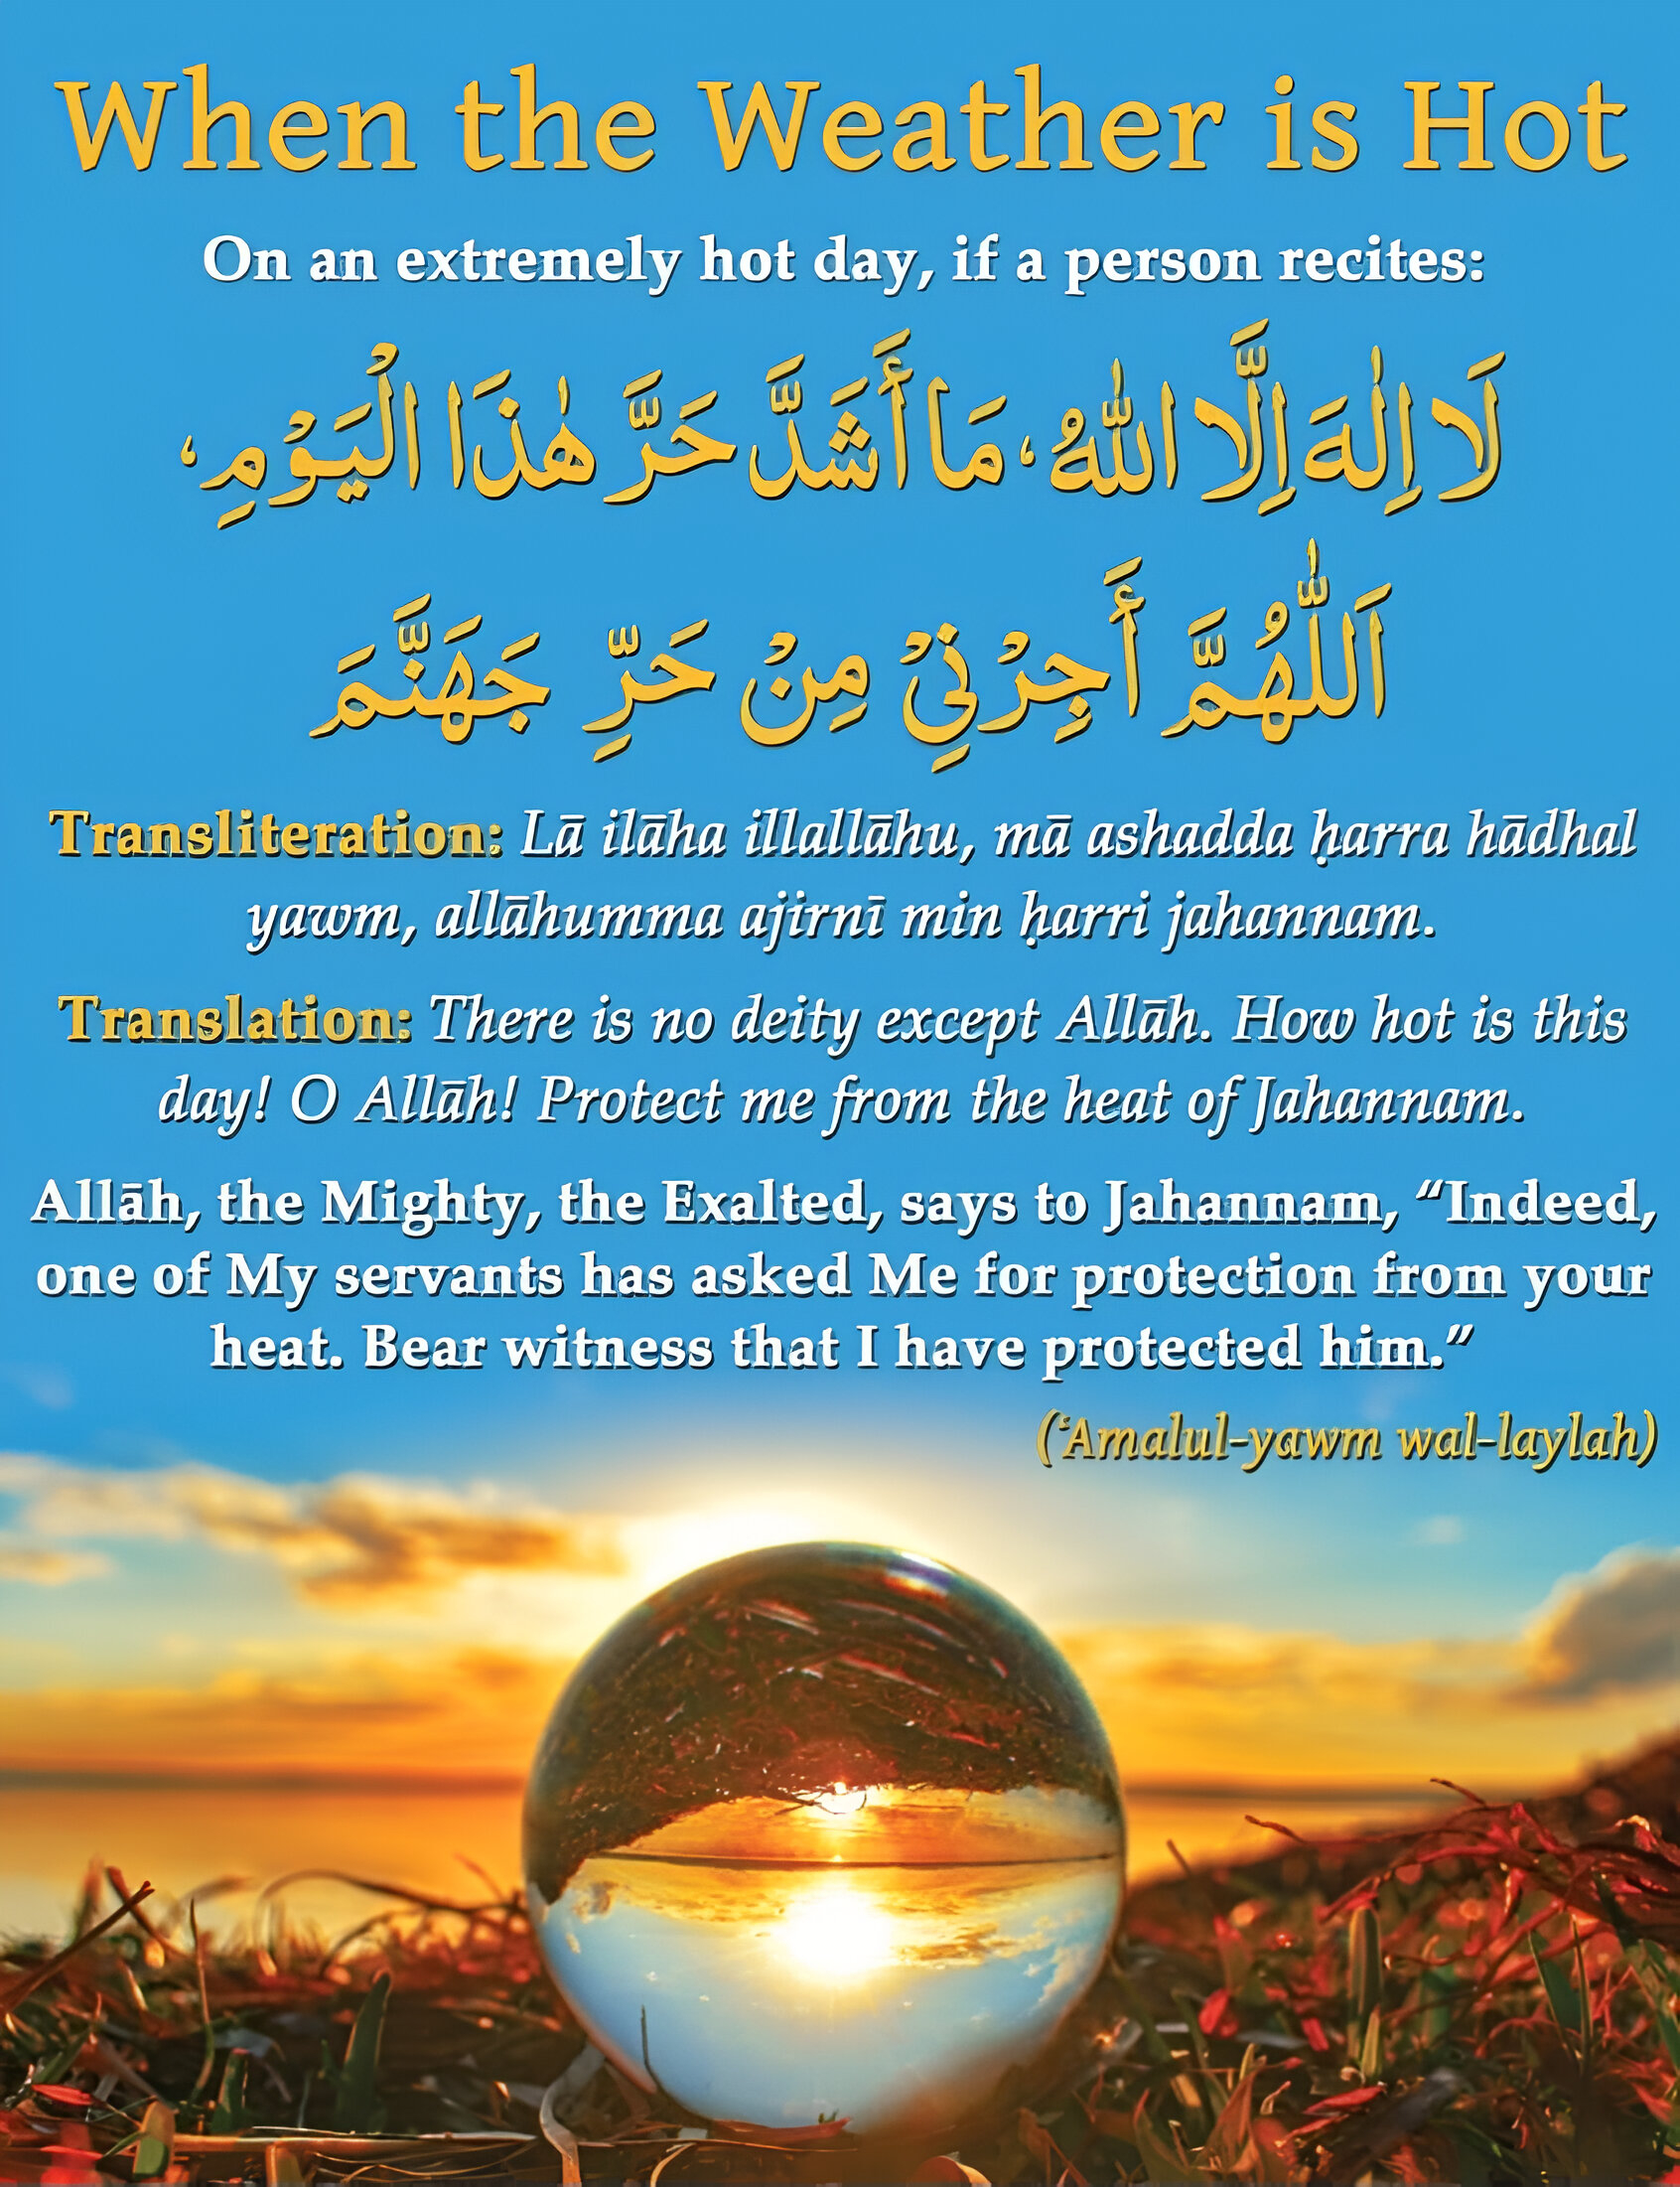 When the Weather is Hot
On an extremely hot day, if a person recites:
لَا اِلٰهَ اِلَّا اللّٰهُ، مَا أَشَدَّ حَرَّ هٰذَا الْيَوْمِ،
اَللّٰهُمَّ أَجِرْنِيْ مِنْ حَرِّ جَهَنَّمَ
Transliteration: Lā ilāha illallāhu, mā ashadda ḥarra hādhal
yawm, allāhumma ajirnī min ḥarri jahannam.
Translation: There is no deity except Allāh. How hot is this
day! O Allāh! Protect me from the heat of Jahannam.
Allāh, the Mighty, the Exalted, says to Jahannam, “Indeed,
one of My servants has asked Me for protection from your
heat. Bear witness that I have protected him.”
(‘Amalul-yawm wal-laylah)